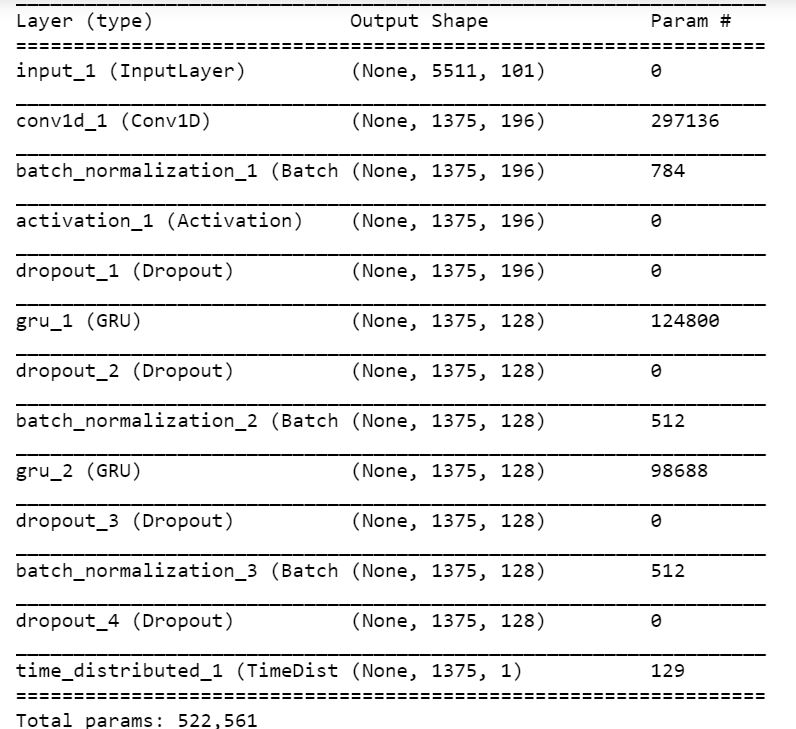 Layer (type) Output Shape Param #
=================================================================
input_1 (InputLayer) (None, 5511, 101) 0
conv1d_1 (Conv1D) (None, 1375, 196) 297136
batch_normalization_1 (Batch (None, 1375, 196) 784
activation_1 (Activation) (None, 1375, 196) 0
dropout_1 (Dropout) (None, 1375, 196) 0
gru_1 (GRU) (None, 1375, 128) 124800
dropout_2 (Dropout) (None, 1375, 128) 0
batch_normalization_2 (Batch (None, 1375, 128) 512
gru_2 (GRU) (None, 1375, 128) 98688
dropout_3 (Dropout) (None, 1375, 128) 0
batch_normalization_3 (Batch (None, 1375, 128) 512
dropout_4 (Dropout) (None, 1375, 128) 0
time_distributed_1 (TimeDist (None, 1375, 1) 129
=================================================================
Total params: 522,561